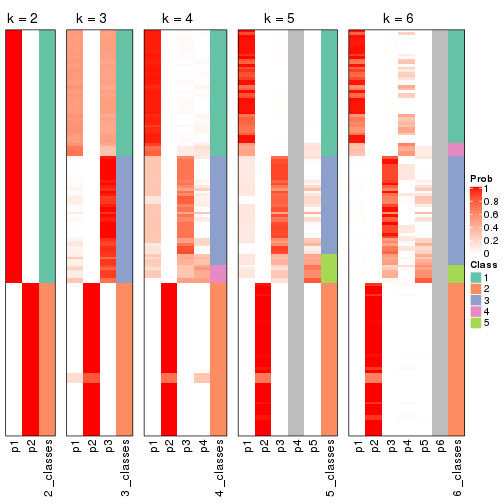 k = 2
k = 3
k = 4
k = 5
k = 6
Prob
1
0.8
0.6
0.4
0.2
0
Class
1
2
3
4
5
p1
p2
2_classes
p1
p2
p3
3_classes
p1
p2
p3
p4
4_classes
p1
p2
p3
p4
p5
5_classes
p1
p2
p3
p4
p5
p6
6_classes